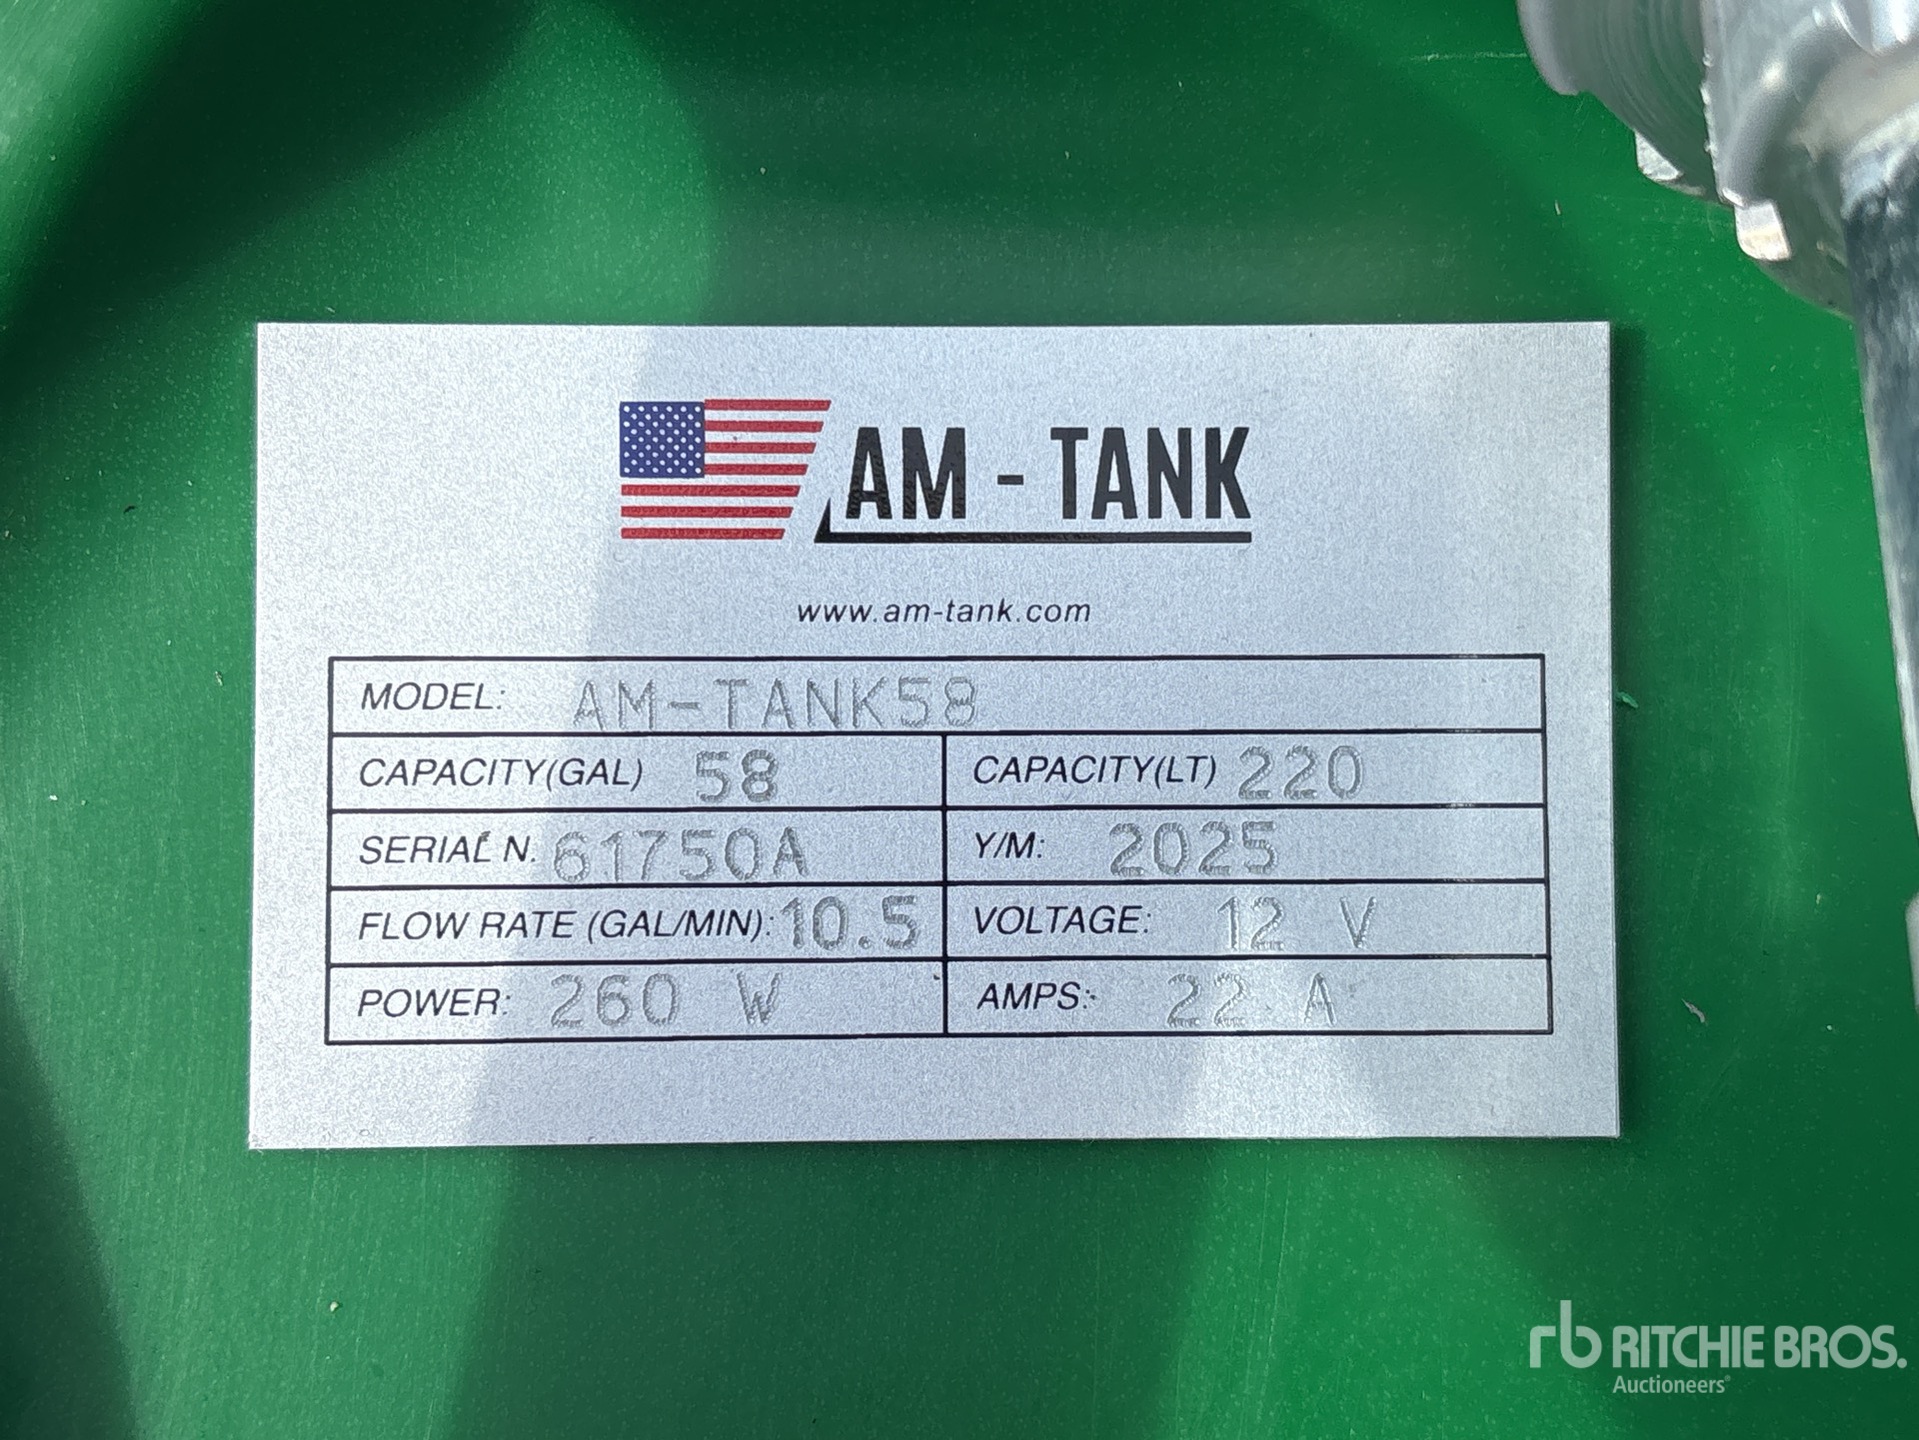 AM - TANK
www.am-tank.com
MODEL: AM-TANK58
CAPACITY(GAL) 58 CAPACITY(LT) 220
SERIAL N. 61750A Y/M: 2025
FLOW RATE (GAL/MIN): 10.5 VOLTAGE: 12 V
POWER: 260 W AMPS: 22 A
rb RITCHIE BROS.
Auctioneers®